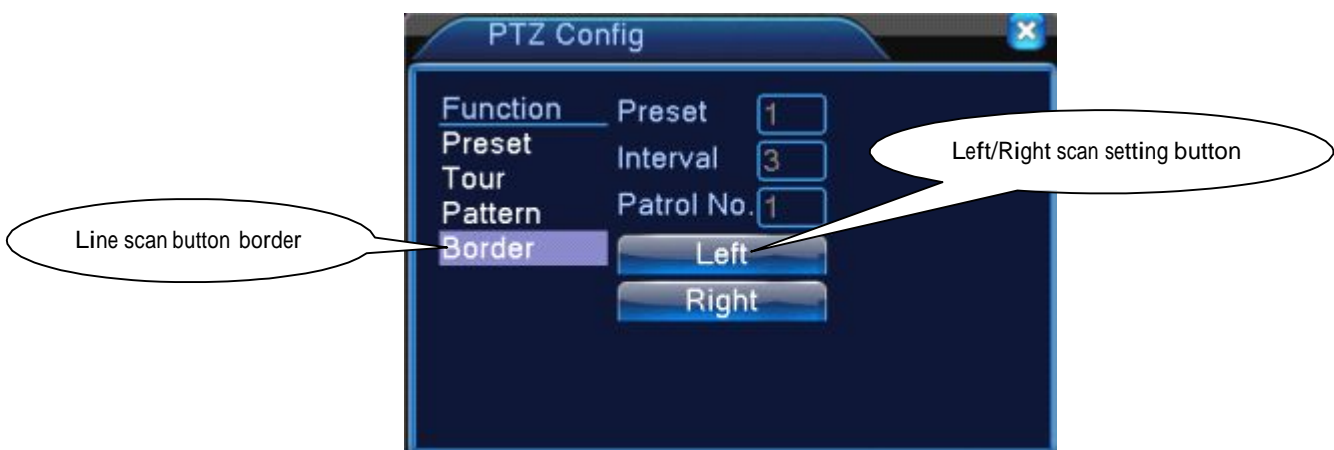 PTZ Config
Function
Preset
Tour
Pattern
Border
Preset 1
Interval 3
Patrol No. 1
Left
Right
Line scan button border
Left/Right scan setting button